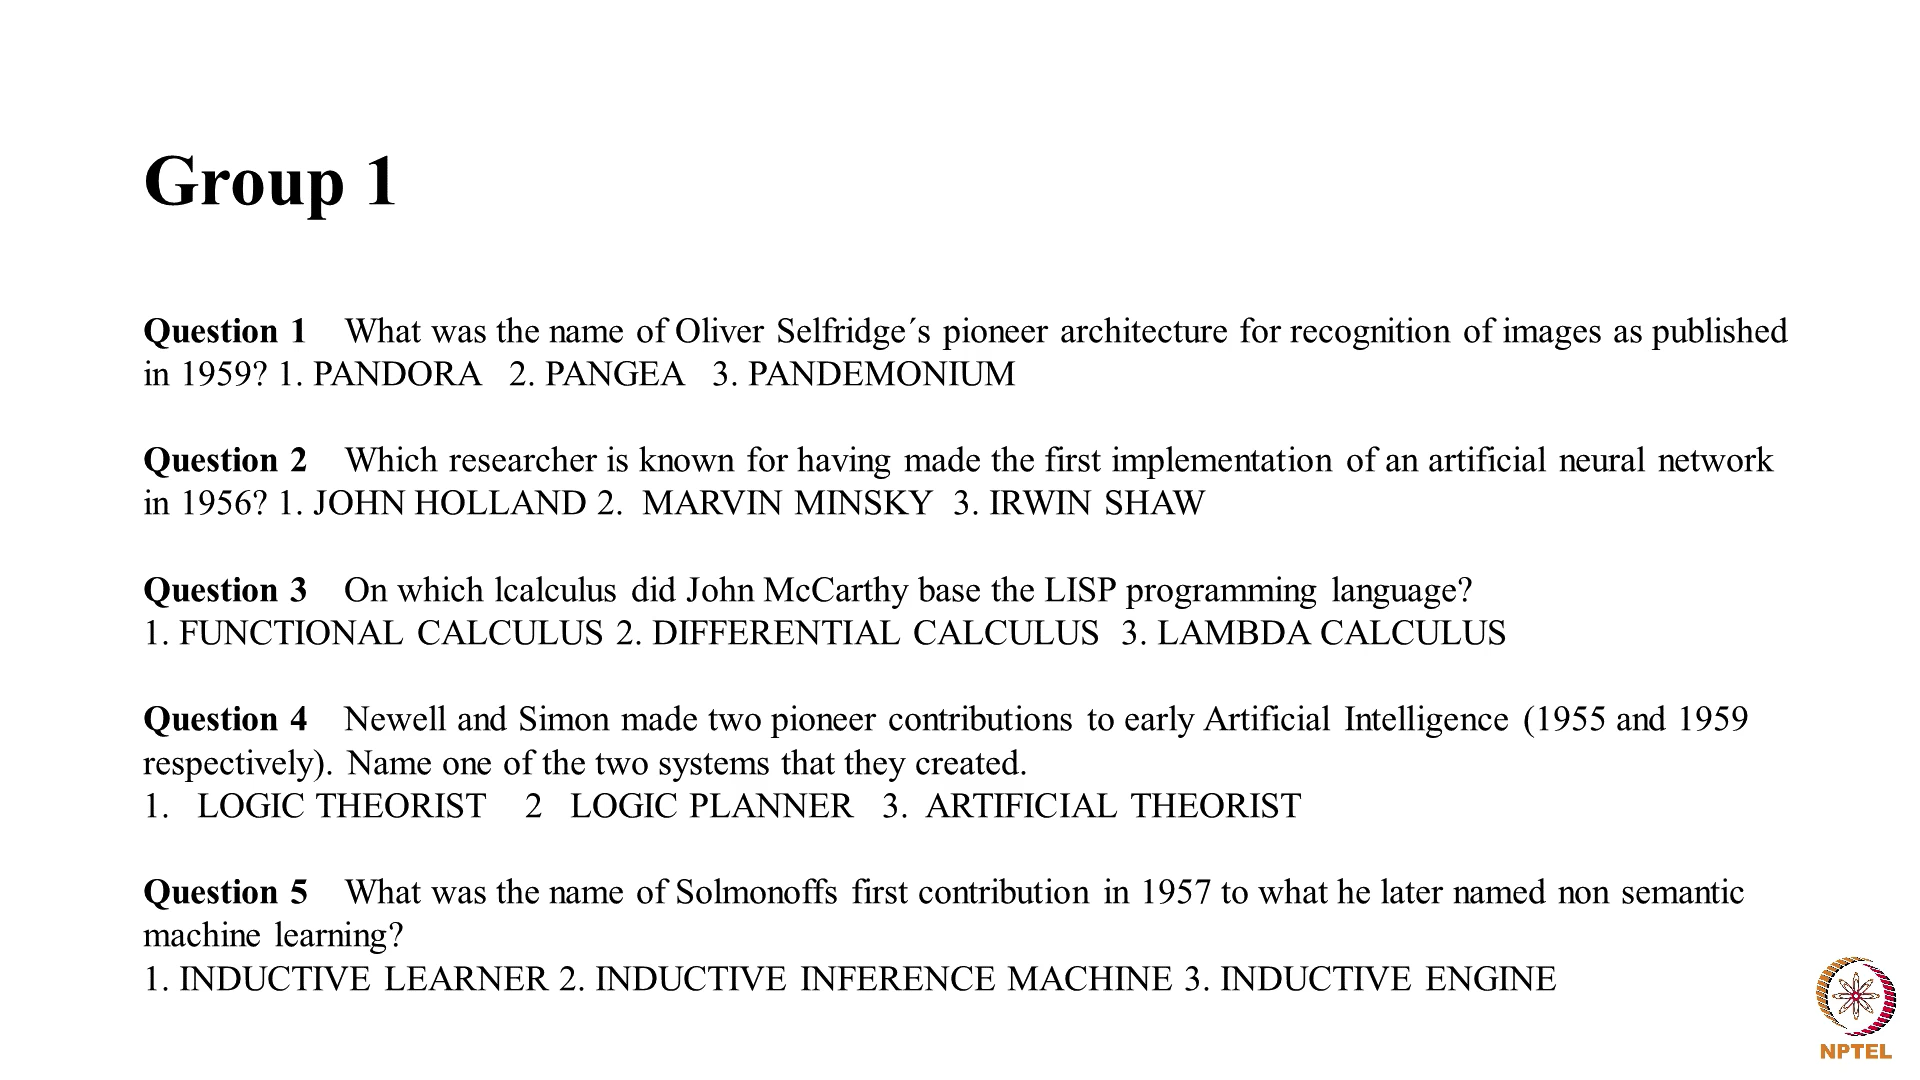 Group 1
Question 1 What was the name of Oliver Selfridge´s pioneer architecture for recognition of images as published
in 1959? 1. PANDORA 2. PANGEA 3. PANDEMONIUM
Question 2 Which researcher is known for having made the first implementation of an artificial neural network
in 1956? 1. JOHN HOLLAND 2. MARVIN MINSKY 3. IRWIN SHAW
Question 3 On which lcalculus did John McCarthy base the LISP programming language?
1. FUNCTIONAL CALCULUS 2. DIFFERENTIAL CALCULUS 3. LAMBDA CALCULUS
Question 4 Newell and Simon made two pioneer contributions to early Artificial Intelligence (1955 and 1959
respectively). Name one of the two systems that they created.
1. LOGIC THEORIST 2 LOGIC PLANNER 3. ARTIFICIAL THEORIST
Question 5 What was the name of Solmonoffs first contribution in 1957 to what he later named non semantic
machine learning?
1. INDUCTIVE LEARNER 2. INDUCTIVE INFERENCE MACHINE 3. INDUCTIVE ENGINE
NPTEL